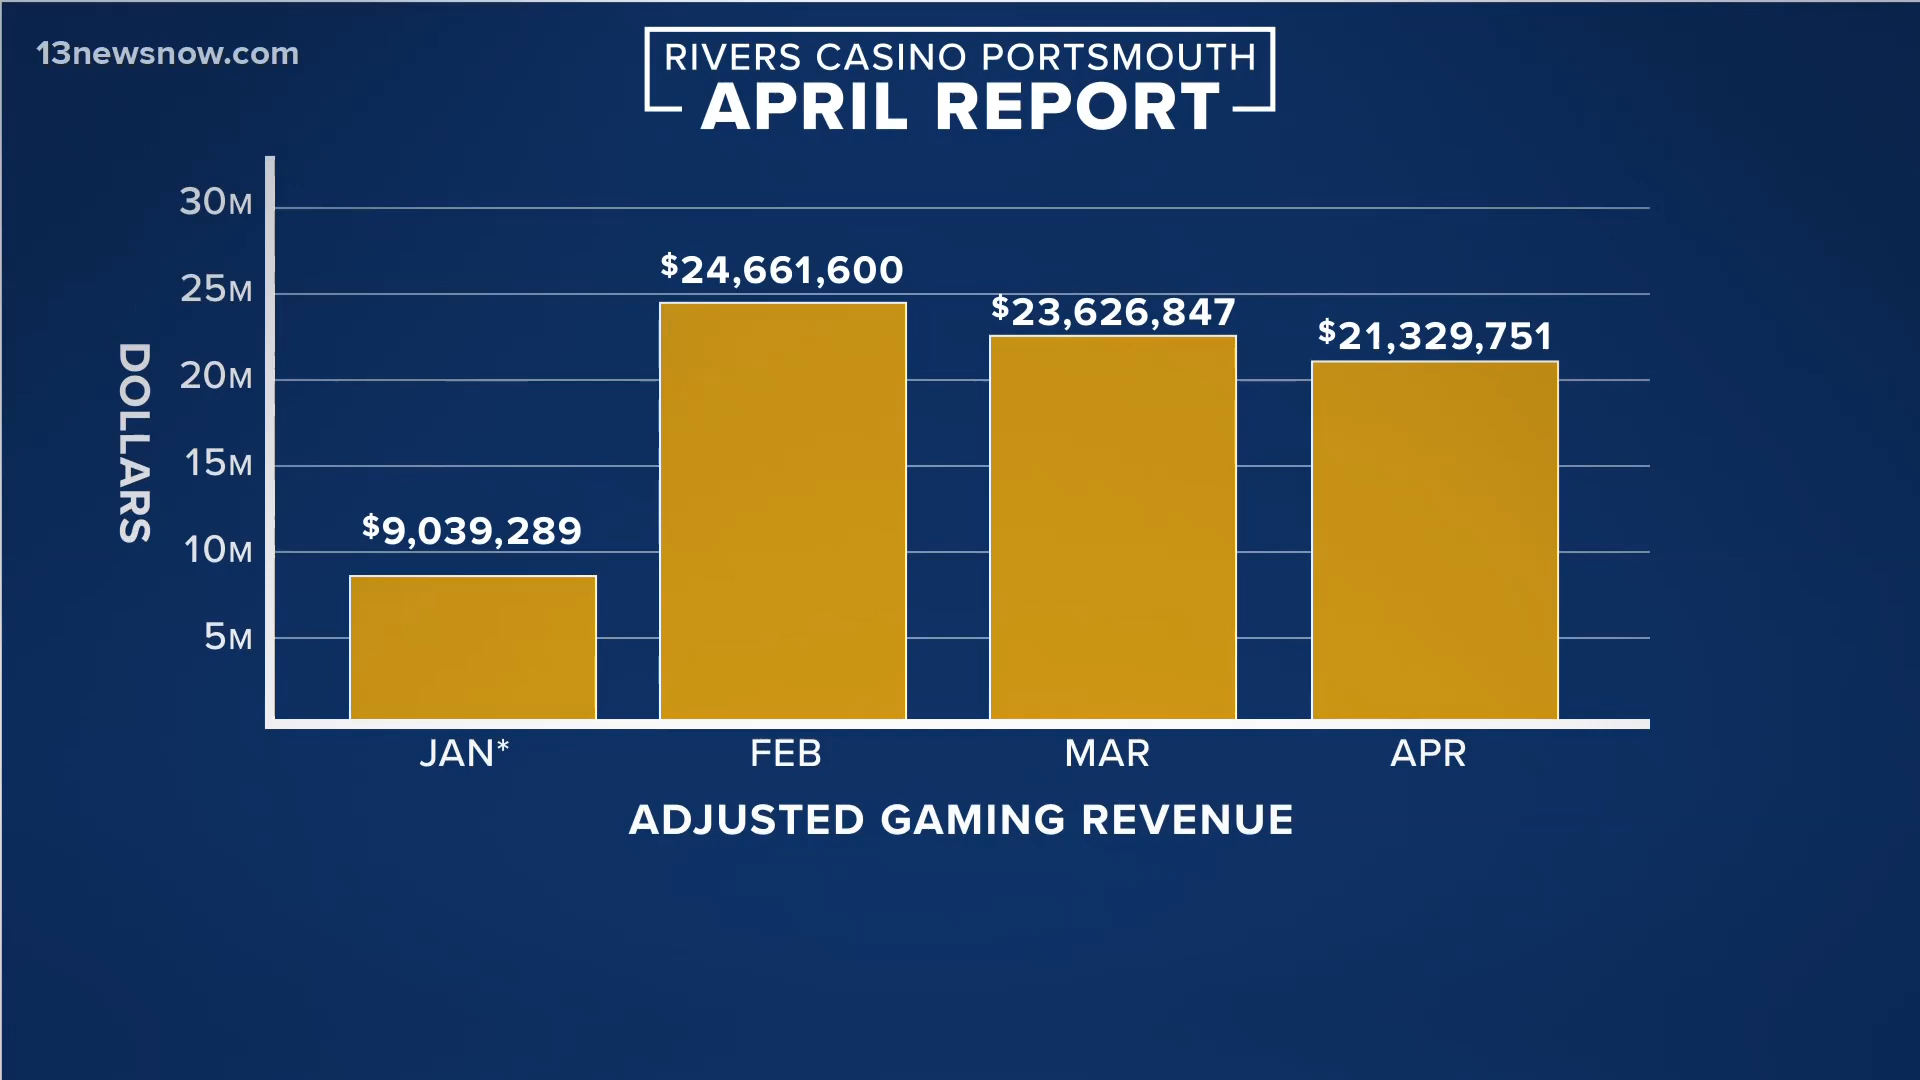 13newsnow.com
RIVERS CASINO PORTSMOUTH
APRIL REPORT
30M
25M
20M
15M
10M
5M
DOLLARS
$9,039,289
$24,661,600
$23,626,847
$21,329,751
JAN*
FEB
MAR
APR
ADJUSTED GAMING REVENUE